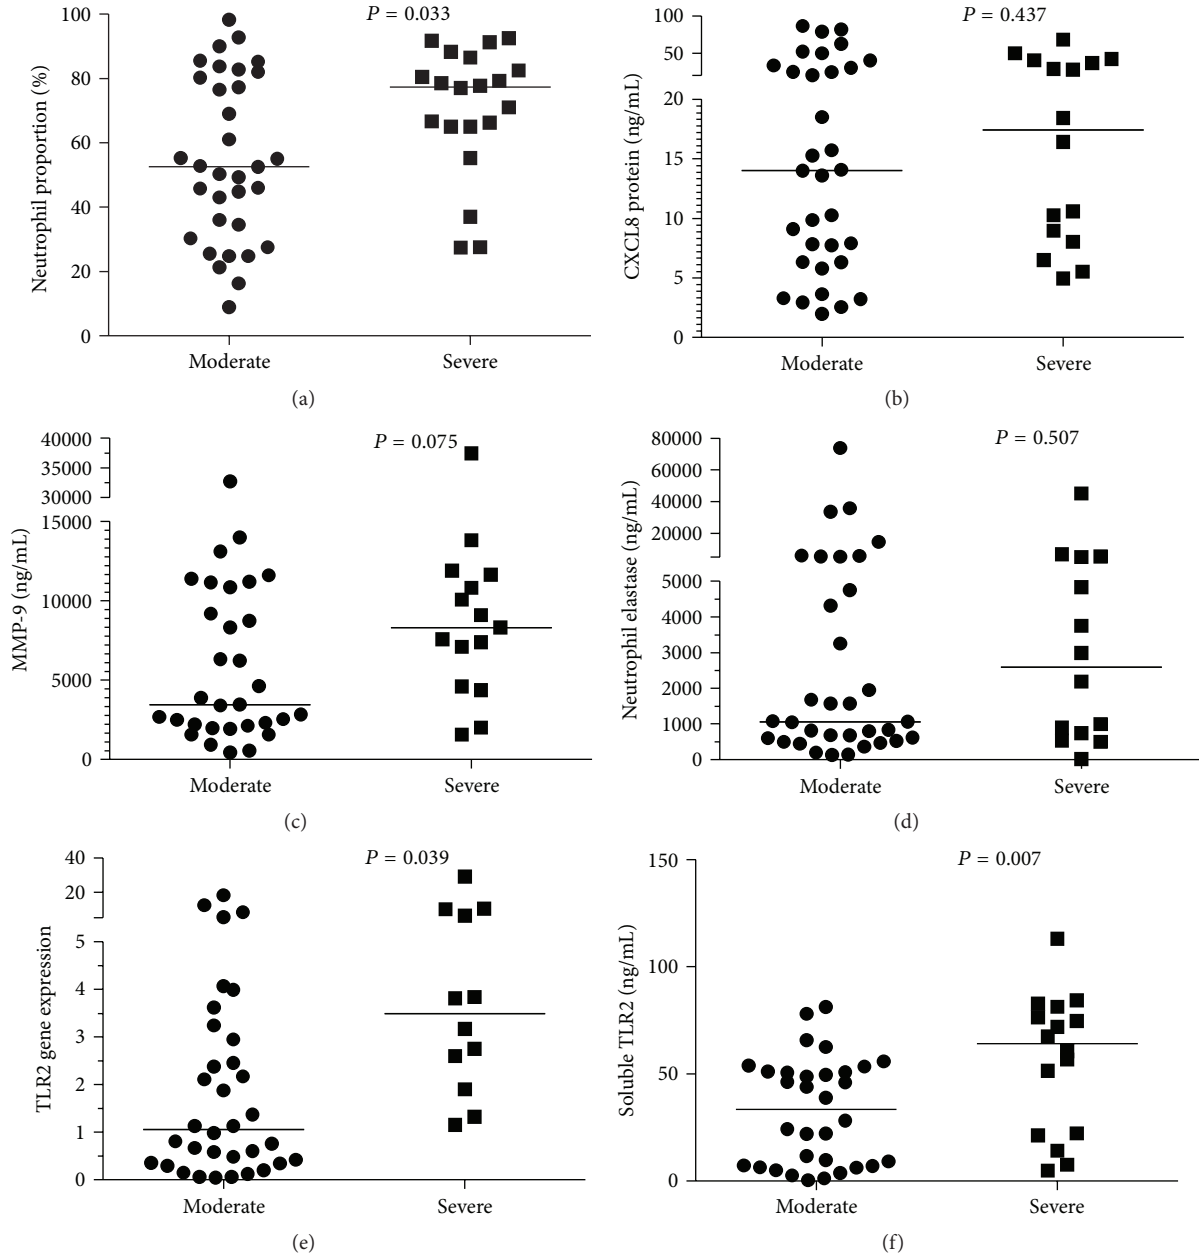 P = 0.033
Neutrophil proportion (%)
100
80
60
40
20
0
Moderate
Severe
(a)
P = 0.437
CXCL8 protein (ng/mL)
100
50
20
15
10
5
0
Moderate
Severe
(b)
P = 0.075
MMP-9 (ng/mL)
40000
35000
30000
15000
10000
5000
0
Moderate
Severe
(c)
P = 0.507
Neutrophil elastase (ng/mL)
80000
60000
40000
20000
5000
4000
3000
2000
1000
0
Moderate
Severe
(d)
P = 0.039
TLR2 gene expression
40
20
5
4
3
2
1
0
Moderate
Severe
(e)
P = 0.007
Soluble TLR2 (ng/mL)
150
100
50
0
Moderate
Severe
(f)